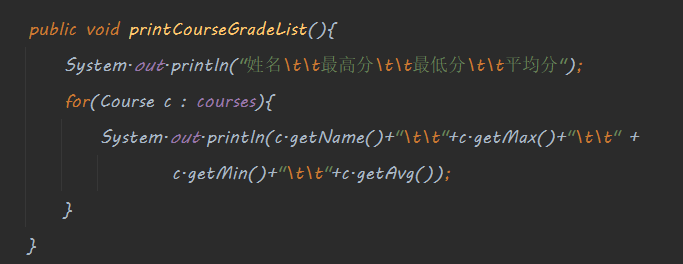 public void printCourseGradeList(){
System.out.println("姓名\t\t最高分\t\t最低分\t\t平均分");
for(Course c : courses){
System.out.println(c.getName()+"\t\t"+c.getMax()+"\t\t" +
c.getMin()+"\t\t"+c.getAvg());
}
}